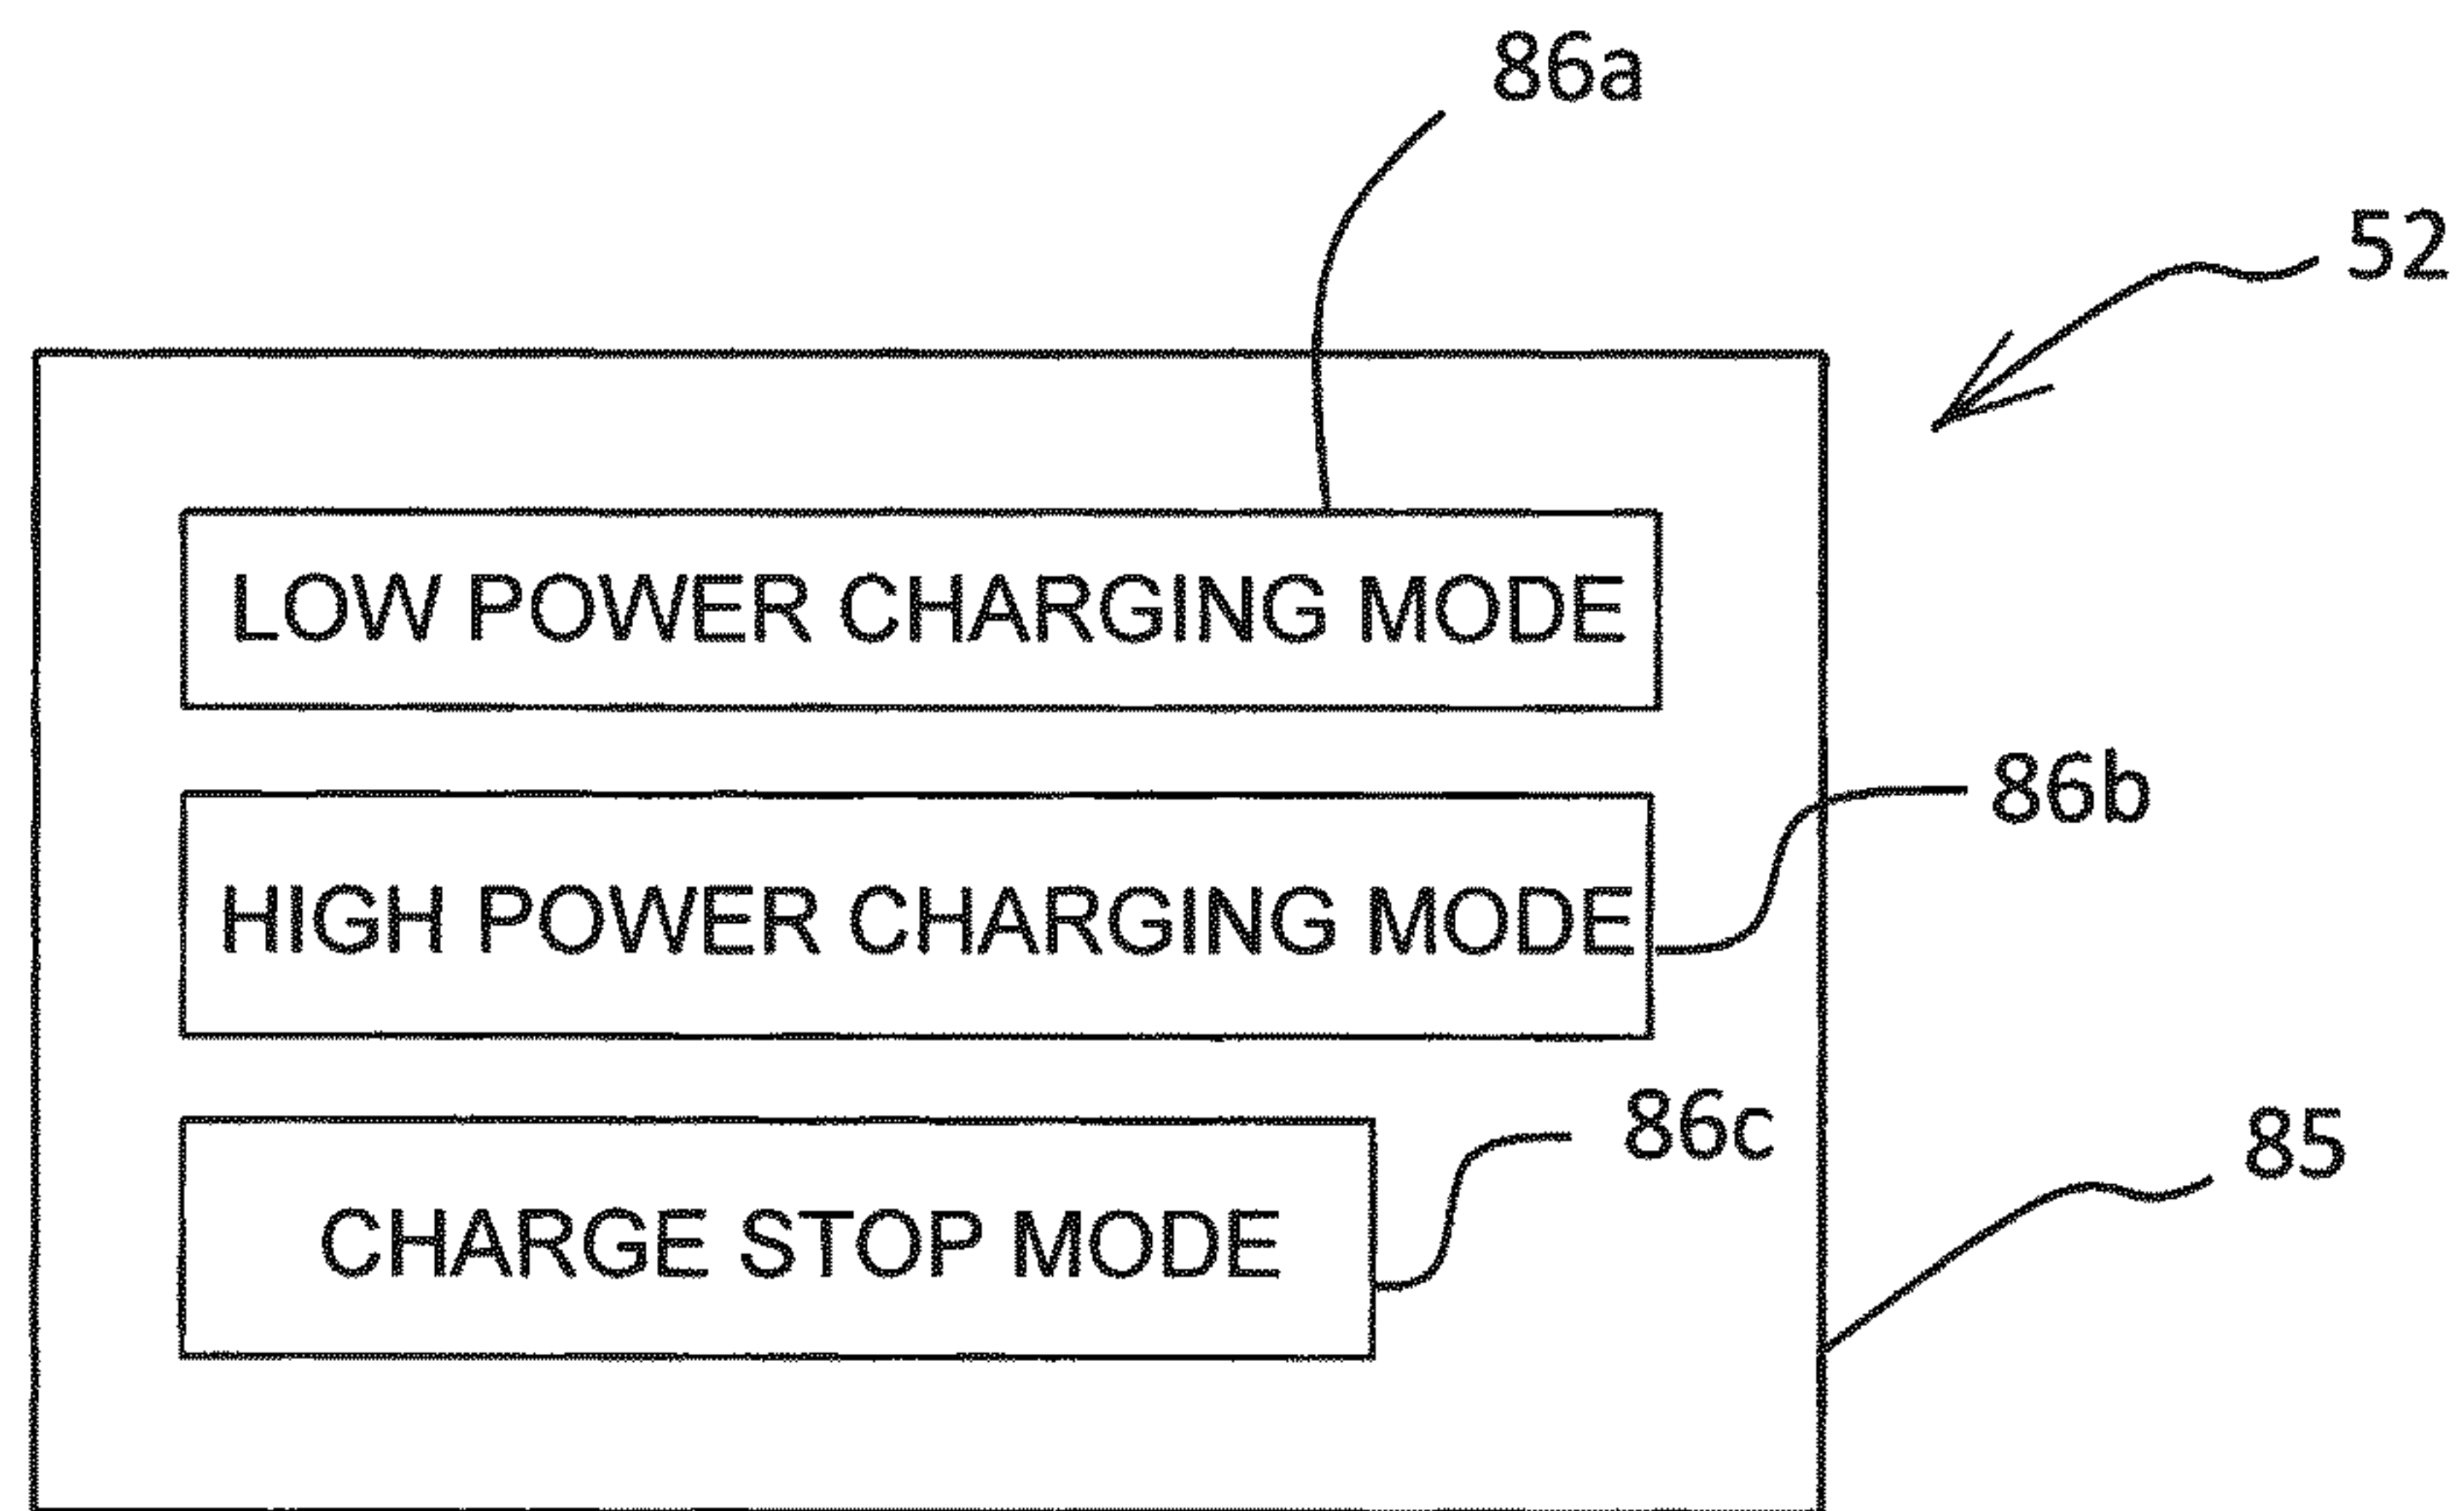 86a
52
LOW POWER CHARGING MODE
86b
HIGH POWER CHARGING MODE
86c
85
CHARGE STOP MODE